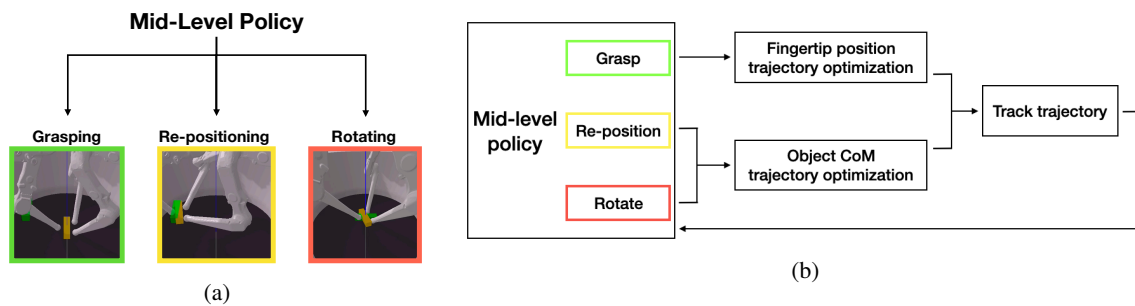 Mid-Level Policy
Grasping
Re-positioning
Rotating
(a)
Mid-level
policy
Grasp
Re-position
Rotate
Fingertip position
trajectory optimization
Object CoM
trajectory optimization
Track trajectory
(b)